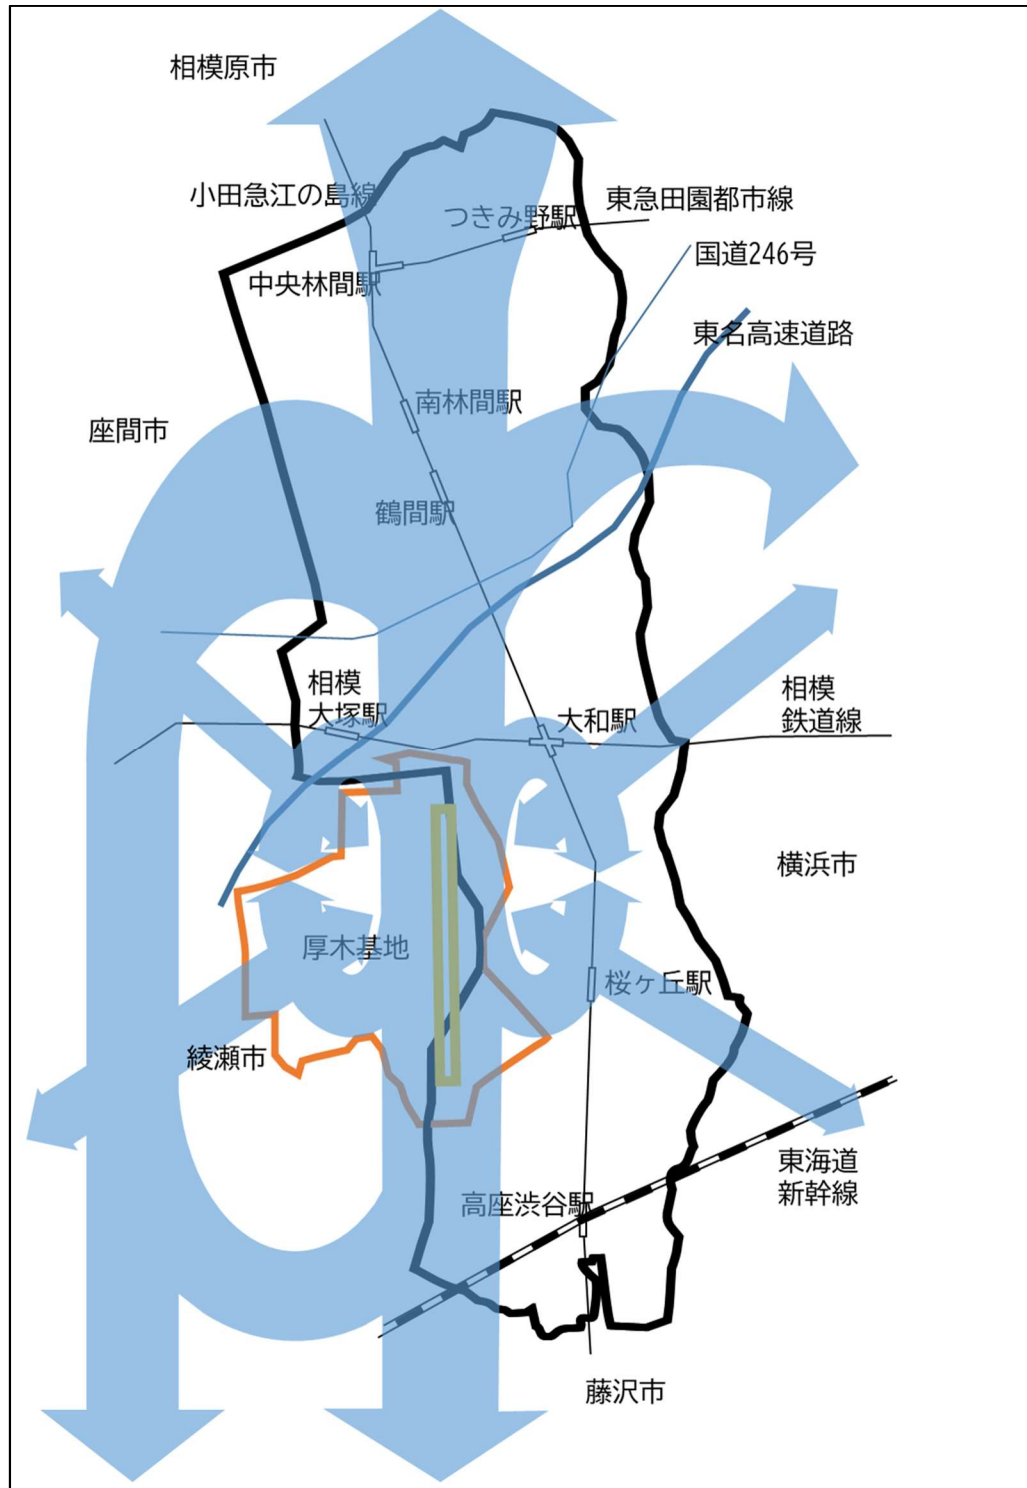 相模原市
小田急江の島線
つきみ野駅
東急田園都市線
国道246号
中央林間駅
東名高速道路
南林間駅
座間市
鶴間駅
相模
大塚駅
大和駅
相模
鉄道線
横浜市
厚木基地
桜ヶ丘駅
綾瀬市
東海道
新幹線
高座渋谷駅
藤沢市